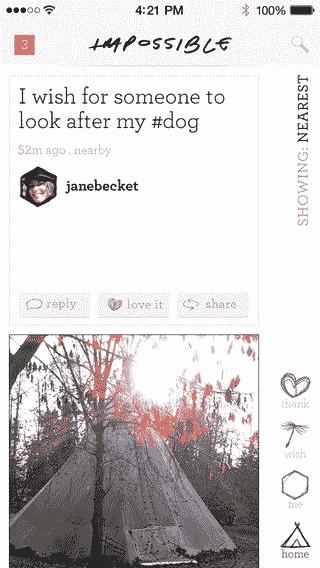 4:21 PM 100%
3 IMPOSSIBLE
I wish for someone to
look after my #dog
52m ago . nearby
janebecket
reply love it share
SHOWING: NEAREST
thank
wish
me
home